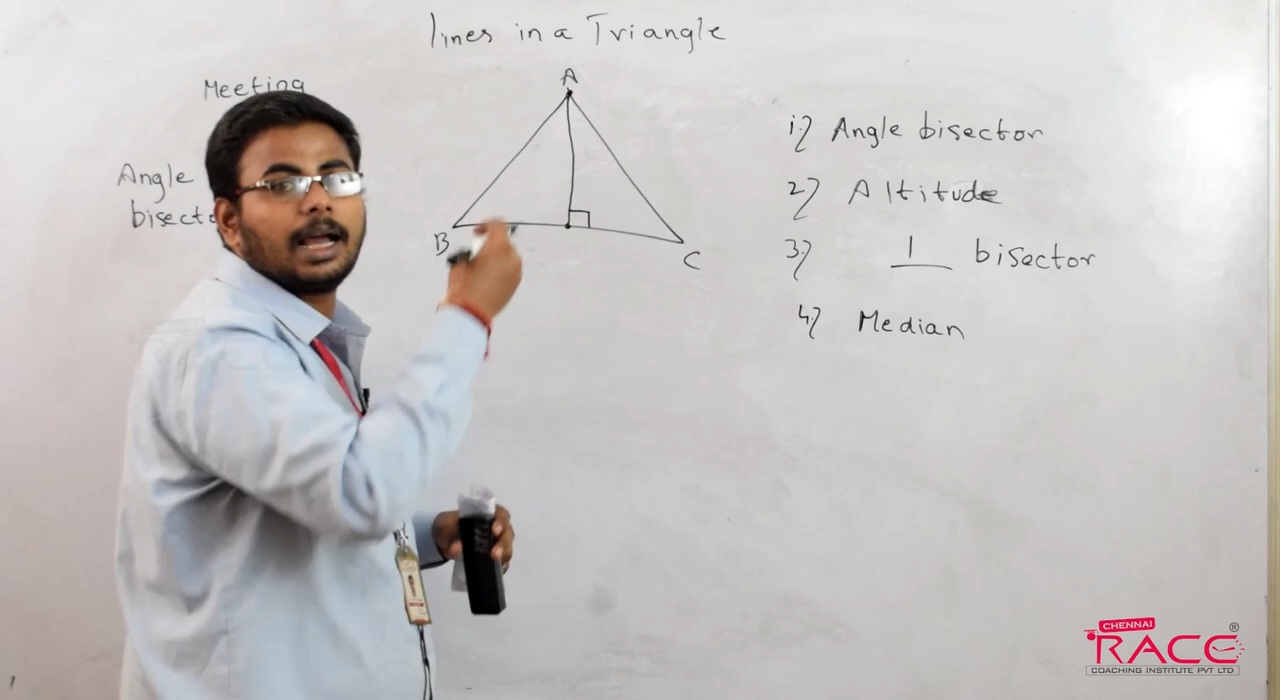 lines in a Triangle
Meeting
Angle
A
B
C
1) Angle bisector
2) Altitude
3) ⊥ bisector
4) Median
CHENNAI
RACE®
COACHING INSTITUTE PVT LTD